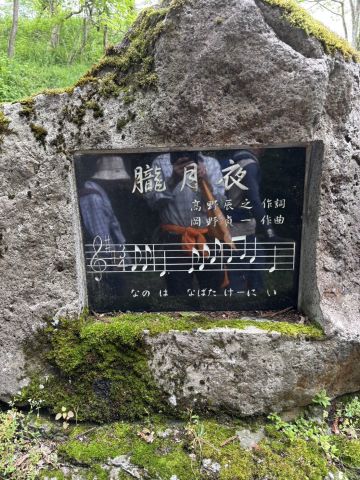 朧月夜
高野辰之 作詞
岡野貞一 作曲
なのは なばたけーに い